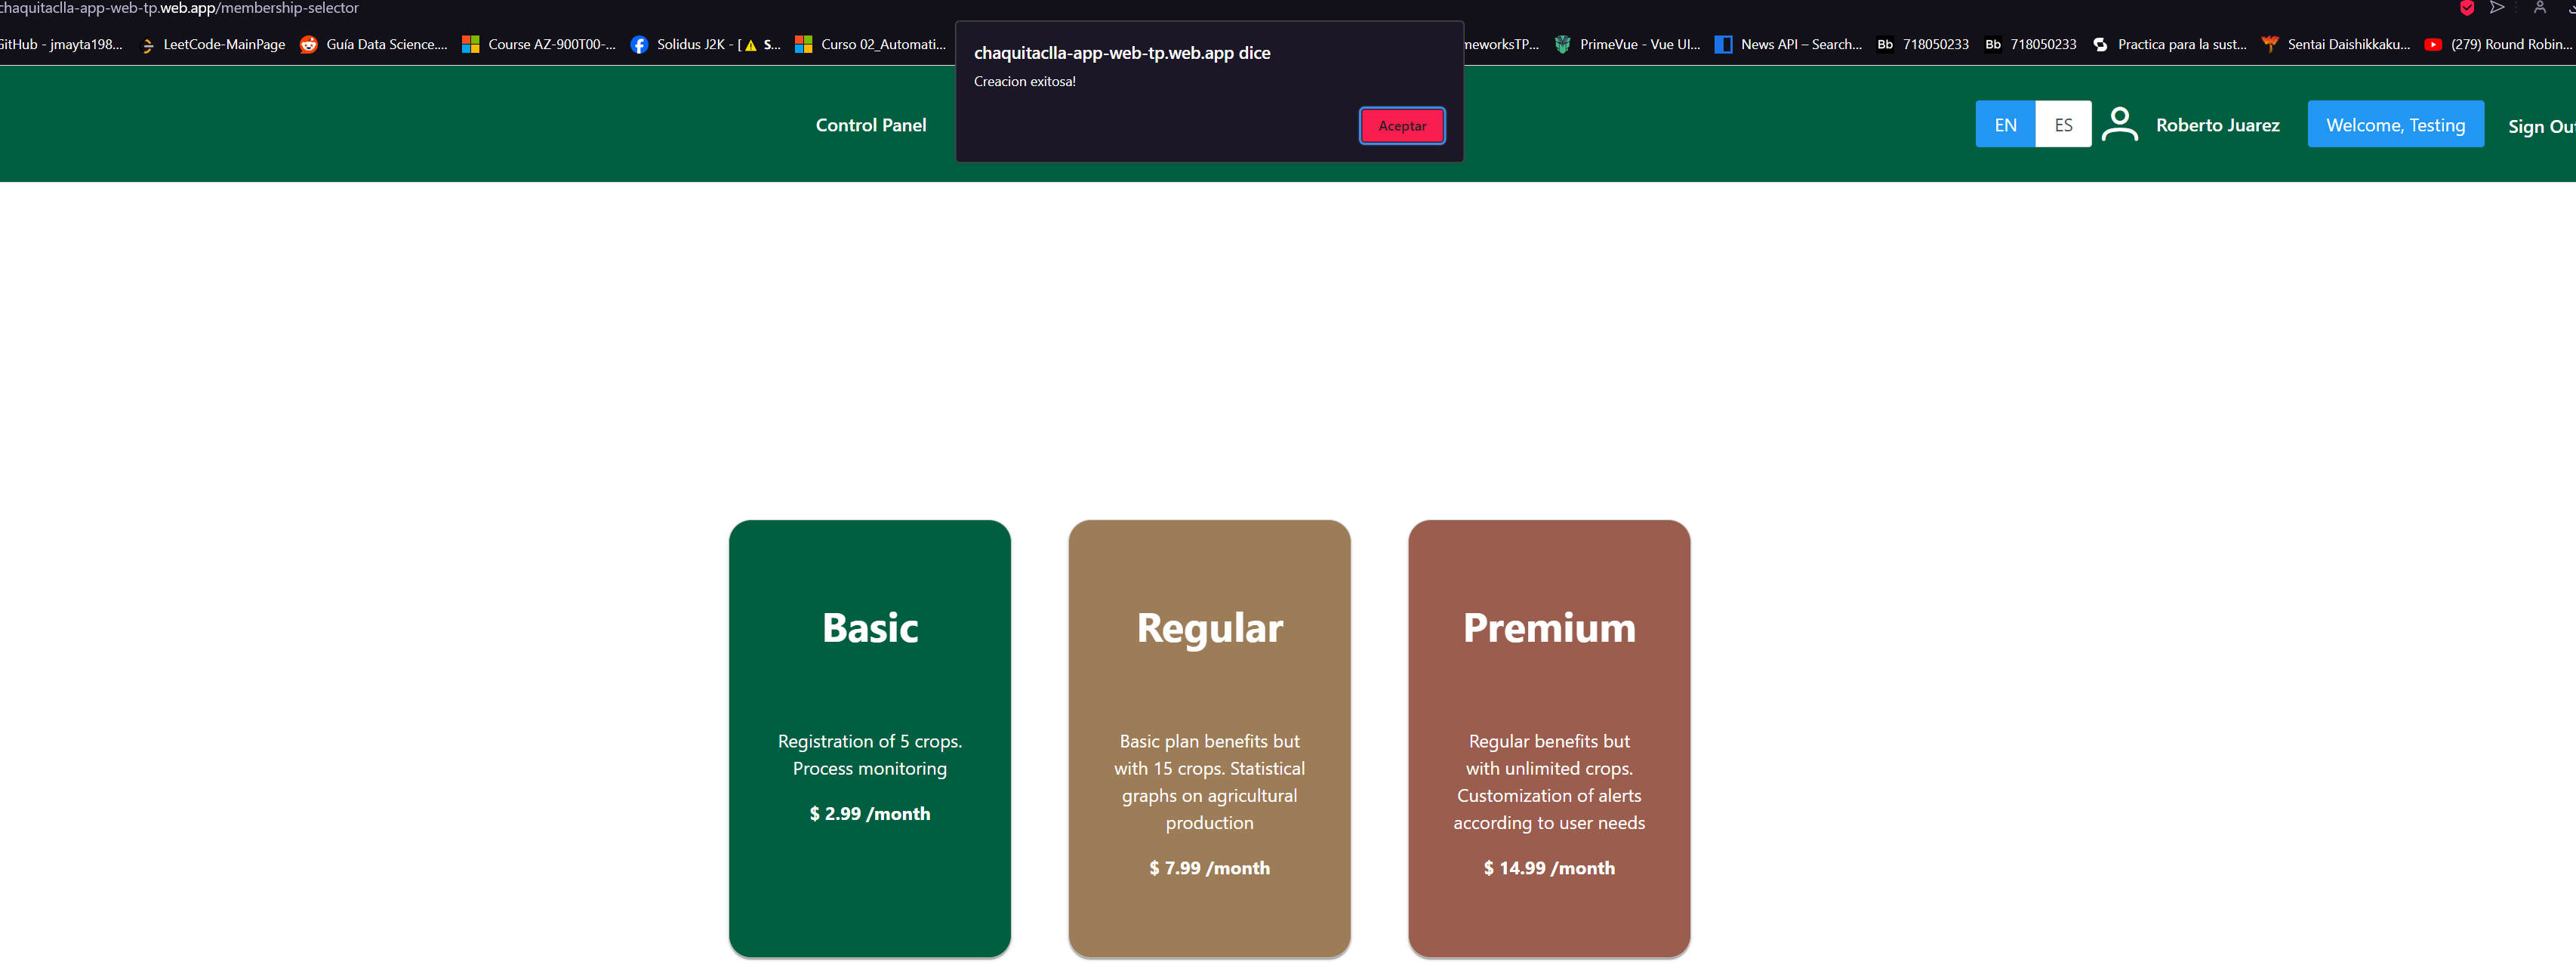 chaquitaclla-app-web-tp.web.app/membership-selector
GitHub - jmayta198... LeetCode-MainPage Guía Data Science.... Course AZ-900T00-... Solidus J2K - [ S... Curso 02_Automati... meworksTP... PrimeVue - Vue UI... News API – Search... Bb 718050233 Bb 718050233 Practica para la sust... Sentai Daishikkaku... (279) Round Robin...
chaquitaclla-app-web-tp.web.app dice
Creacion exitosa!
Aceptar
Control Panel EN ES Roberto Juarez Welcome, Testing Sign Out
Basic
Registration of 5 crops.
Process monitoring
$ 2.99 /month
Regular
Basic plan benefits but
with 15 crops. Statistical
graphs on agricultural
production
$ 7.99 /month
Premium
Regular benefits but
with unlimited crops.
Customization of alerts
according to user needs
$ 14.99 /month